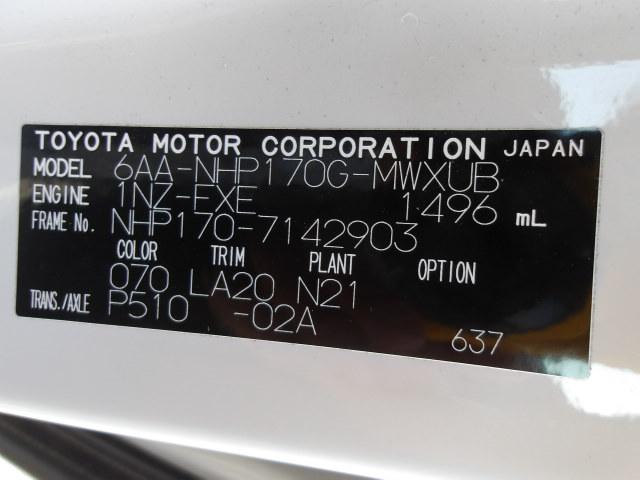 TOYOTA MOTOR CORPORATION JAPAN
MODEL 6AA-NHP170G-MWXUB
ENGINE 1NZ-FXE 1496 mL
FRAME No. NHP170-7142903
COLOR TRIM PLANT OPTION
070 LA20 N21
TRANS./AXLE P510 -02A
637